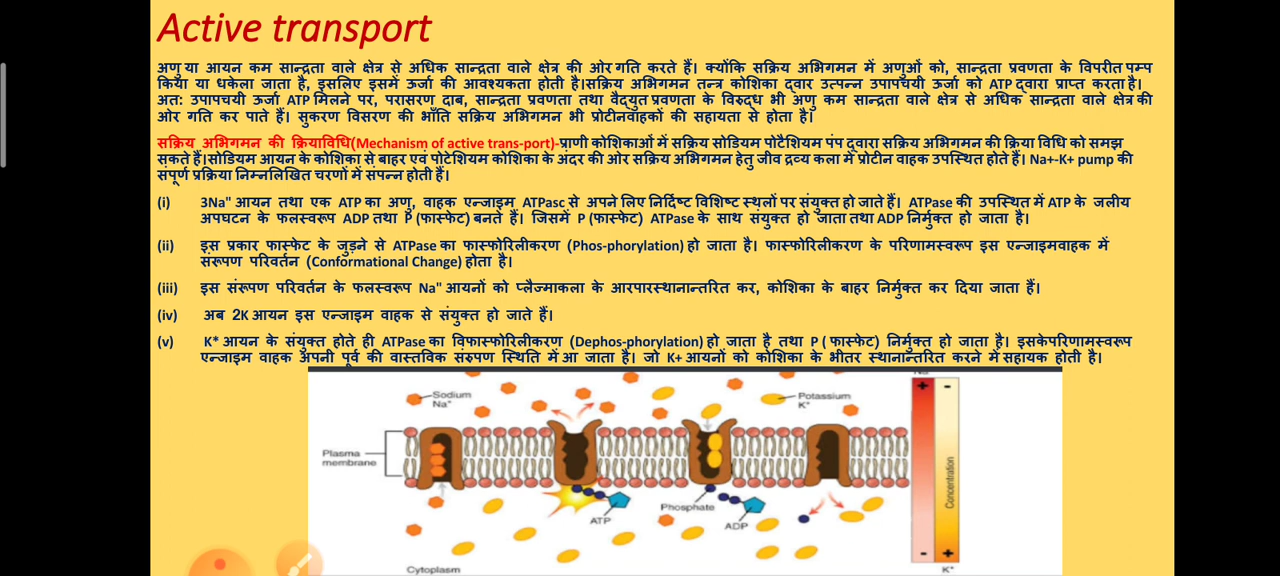 Active transport
अणु या आयन कम सान्द्रता वाले क्षेत्र से अधिक सान्द्रता वाले क्षेत्र की ओर गति करते हैं। क्योंकि सक्रिय अभिगमन में अणुओं को, सान्द्रता प्रवणता के विपरीत पम्प
किया या धकेला जाता है, इसलिए इसमें ऊर्जा की आवश्यकता होती है।सक्रिय अभिगमन तन्त्र कोशिका द्वार उत्पन्न उपापचयी ऊर्जा को ATP द्वारा प्राप्त करता है।
अत: उपापचयी ऊर्जा ATP मिलने पर, परासरण दाब, सान्द्रता प्रवणता तथा वैद्युत प्रवणता के विरुद्ध भी अणु कम सान्द्रता वाले क्षेत्र से अधिक सान्द्रता वाले क्षेत्र की
ओर गति कर पाते हैं। सुकरण विसरण की भाँति सक्रिय अभिगमन भी प्रोटीनवाहकों की सहायता से होता है।
सक्रिय अभिगमन की क्रियाविधि(Mechanism of active trans-port)-प्राणी कोशिकाओं में सक्रिय सोडियम पोटैशियम पंप द्वारा सक्रिय अभिगमन की क्रिया विधि को समझ
सकते हैं।सोडियम आयन के कोशिका से बाहर एवं पोटेशियम कोशिका के अंदर की ओर सक्रिय अभिगमन हेतु जीव द्रव्य कला में प्रोटीन वाहक उपस्थित होते हैं। Na+-K+ pump की
संपूर्ण प्रक्रिया निम्नलिखित चरणों में संपन्न होती हैं।
(i) 3Na" आयन तथा एक ATP का अणु, वाहक एन्जाइम ATPasc से अपने लिए निर्दिष्ट विशिष्ट स्थलों पर संयुक्त हो जाते हैं। ATPase की उपस्थित में ATP के जलीय
अपघटन के फलस्वरूप ADP तथा P (फास्फेट) बनते हैं। जिसमें P (फास्फेट) ATPase के साथ संयुक्त हो जाता तथा ADP निर्मुक्त हो जाता है।
(ii) इस प्रकार फास्फेट के जुड़ने से ATPase का फास्फोरिलीकरण (Phos-phorylation) हो जाता है। फास्फोरिलीकरण के परिणामस्वरूप इस एन्जाइमवाहक में
संरूपण परिवर्तन (Conformational Change) होता है।
(iii) इस संरूपण परिवर्तन के फलस्वरूप Na" आयनों को प्लैज्माकला के आरपारस्थानान्तरित कर, कोशिका के बाहर निर्मुक्त कर दिया जाता हैं।
(iv) अब 2K आयन इस एन्जाइम वाहक से संयुक्त हो जाते हैं।
(v) K* आयन के संयुक्त होते ही ATPase का विफास्फोरिलीकरण (Dephos-phorylation) हो जाता है तथा P ( फास्फेट) निर्मुक्त हो जाता है। इसकेपरिणामस्वरूप
एन्जाइम वाहक अपनी पूर्व की वास्तविक संरुपण स्थिति में आ जाता है। जो K+ आयनों को कोशिका के भीतर स्थानान्तरित करने में सहायक होती है।
Sodium
Na⁺
Potassium
K⁺
Plasma
membrane
ATP
Phosphate
ADP
Cytoplasm
+ -
Concentration
- +
K⁺